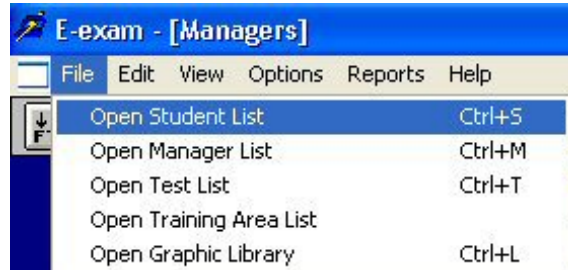 E-exam - [Managers]
File Edit View Options Reports Help
Open Student List Ctrl+S
Open Manager List Ctrl+M
Open Test List Ctrl+T
Open Training Area List
Open Graphic Library Ctrl+L